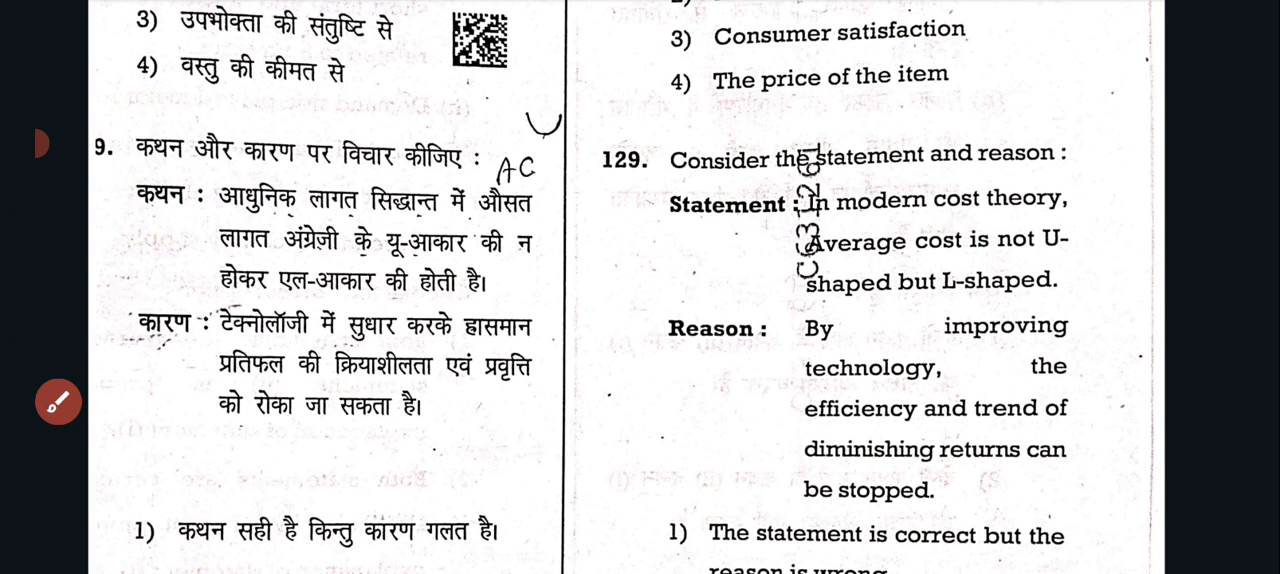 3) उपभोक्ता की संतुष्टि से
4) वस्तु की कीमत से
9. कथन और कारण पर विचार कीजिए :
AC
कथन : आधुनिक लागत सिद्धान्त में औसत
लागत अंग्रेज़ी के यू-आकार की न
होकर एल-आकार की होती है।
कारण : टेक्नोलॉजी में सुधार करके ह्रासमान
प्रतिफल की क्रियाशीलता एवं प्रवृत्ति
को रोका जा सकता है।
1) कथन सही है किन्तु कारण गलत है।
3) Consumer satisfaction
4) The price of the item
129. Consider the statement and reason :
Statement : In modern cost theory,
Average cost is not U-
shaped but L-shaped.
Reason : By improving
technology, the
efficiency and trend of
diminishing returns can
be stopped.
1) The statement is correct but the
reason is wrong.